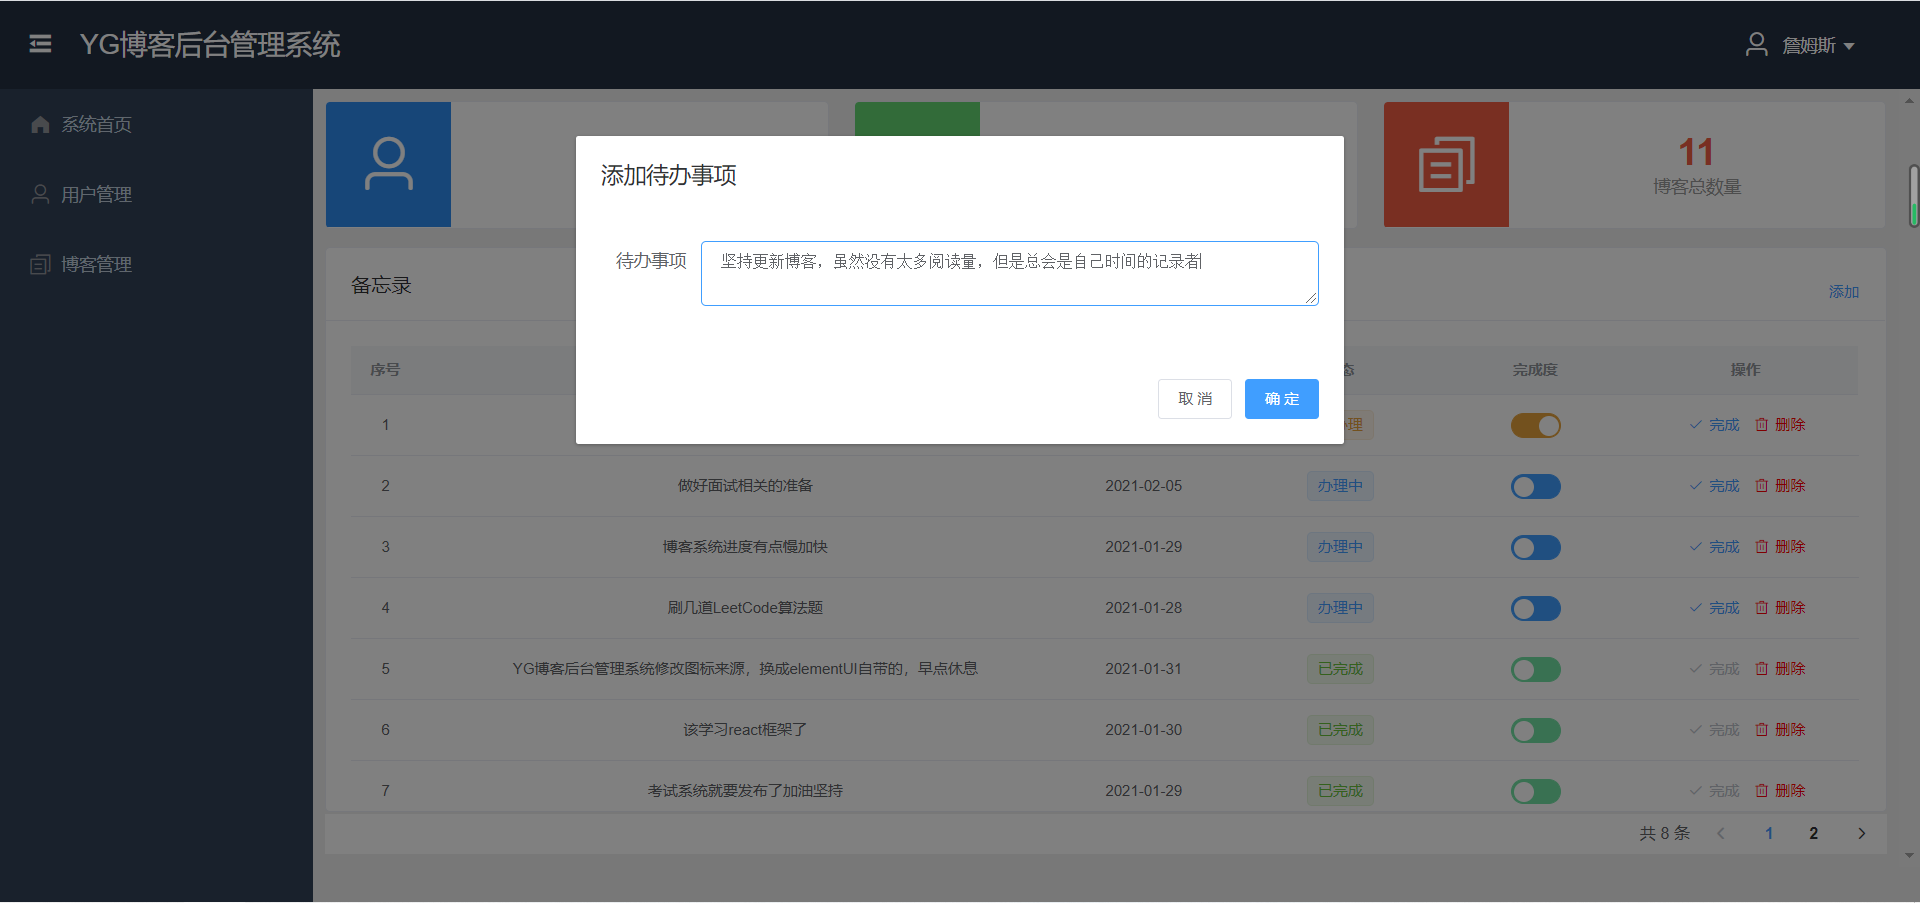 YG博客后台管理系统
詹姆斯
系统首页
用户管理
博客管理
11
博客总数量
添加待办事项
待办事项 坚持更新博客，虽然没有太多阅读量，但是总会是自己时间的记录者
取 消 确 定
备忘录
添加
序号 态 完成度 操作
1 理 完成 删除
2 做好面试相关的准备 2021-02-05 办理中 完成 删除
3 博客系统进度有点慢加快 2021-01-29 办理中 完成 删除
4 刷几道LeetCode算法题 2021-01-28 办理中 完成 删除
5 YG博客后台管理系统修改图标来源，换成elementUI自带的，早点休息 2021-01-31 已完成 完成 删除
6 该学习react框架了 2021-01-30 已完成 完成 删除
7 考试系统就要发布了加油坚持 2021-01-29 已完成 完成 删除
共 8 条 1 2